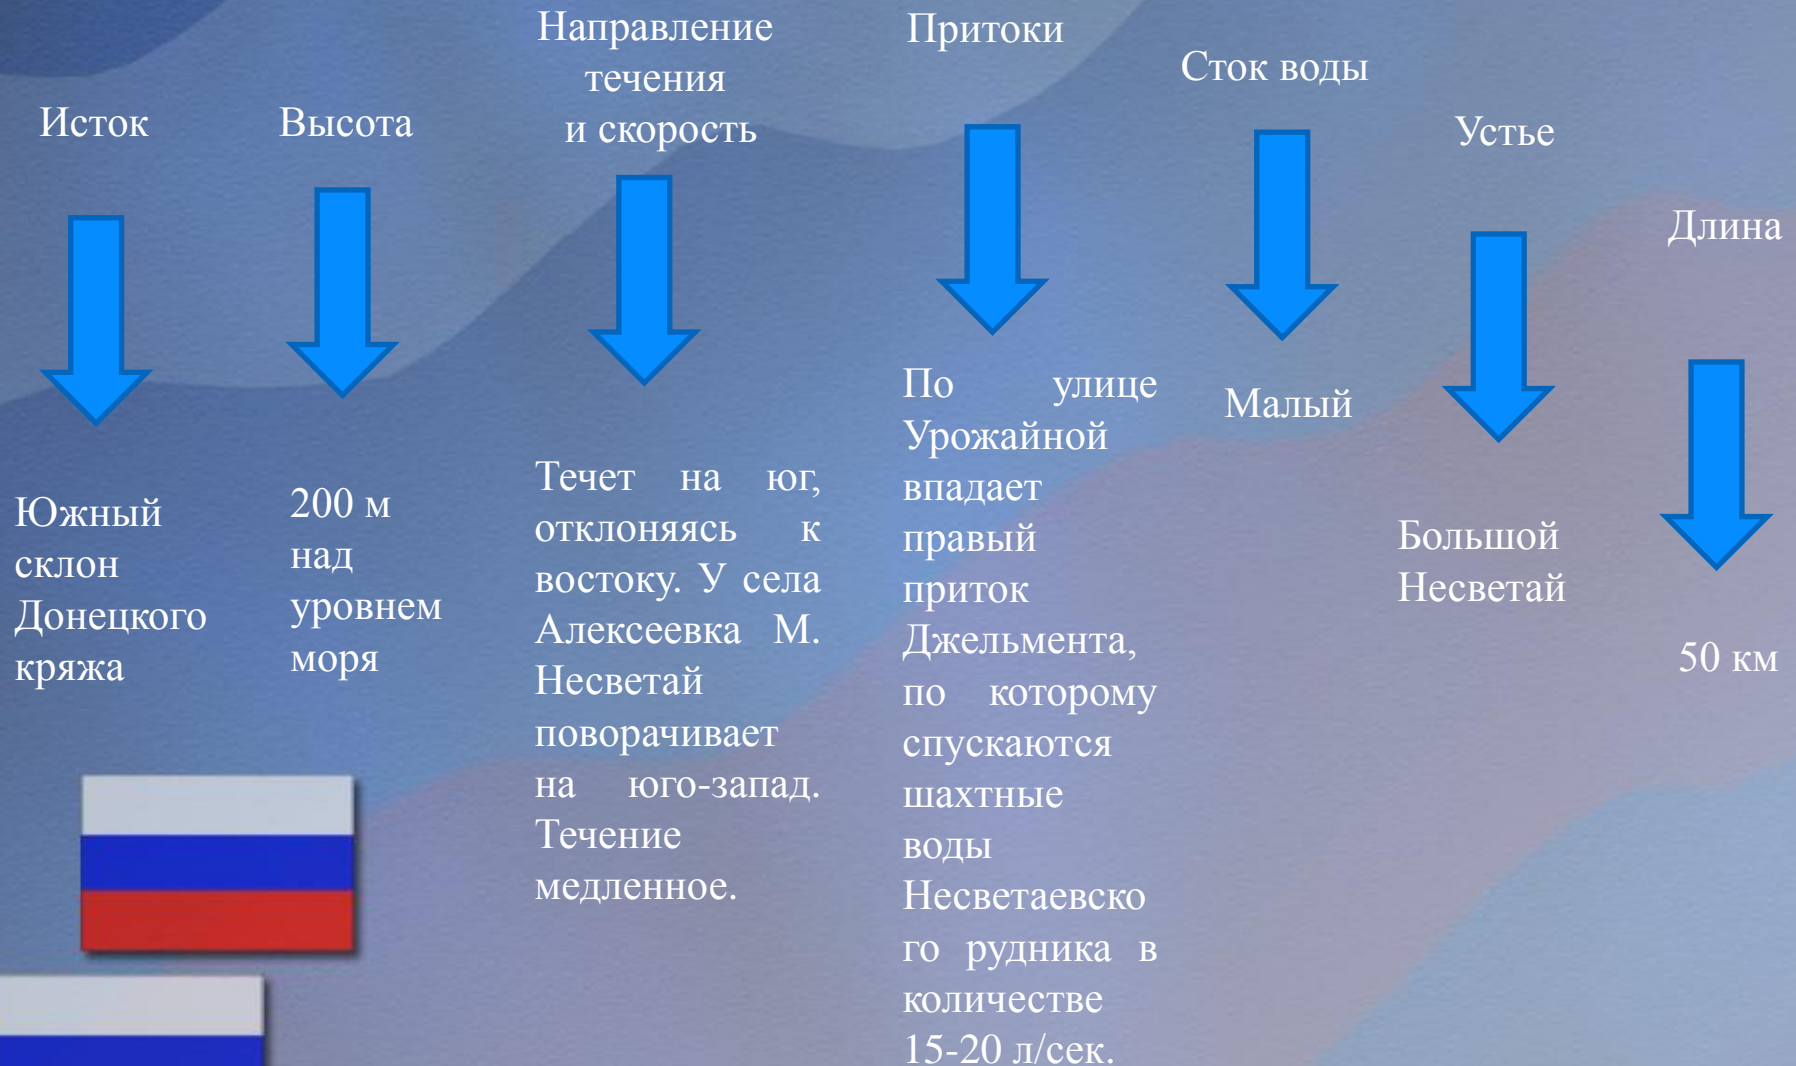 Исток
Южный
склон
Донецкого
кряжа
Высота
200 м
над
уровнем
моря
Направление
течения
и скорость
Течет на юг,
отклоняясь к
востоку. У села
Алексеевка М.
Несветай
поворачивает
на юго-запад.
Течение
медленное.
Притоки
По улице
Урожайной
впадает
правый
приток
Джельмента,
по которому
спускаются
шахтные
воды
Несветаевско
го рудника в
количестве
15-20 л/сек.
Сток воды
Малый
Устье
Большой
Несветай
Длина
50 км